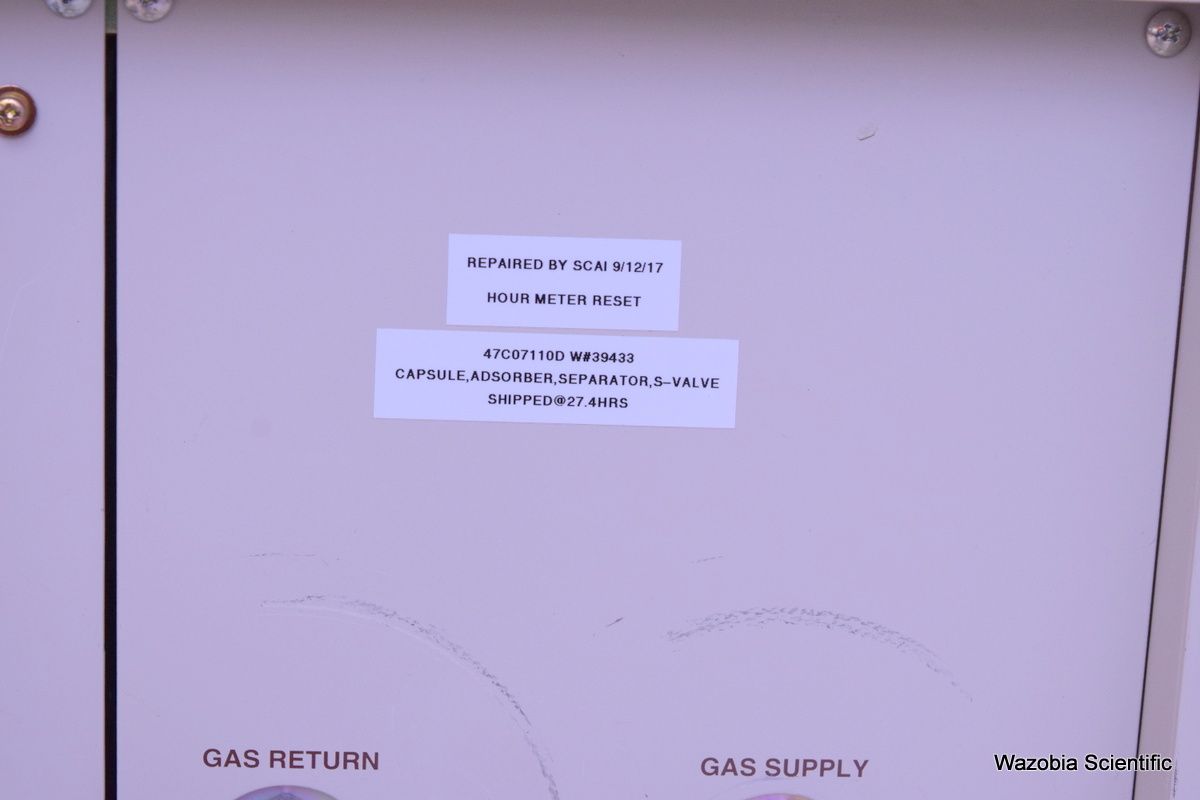 REPAIRED BY SCAI 9/12/17
HOUR METER RESET
47C07110D W#39433
CAPSULE,ADSORBER,SEPARATOR,S-VALVE
SHIPPED@27.4HRS
GAS RETURN
GAS SUPPLY
Wazobia Scientific